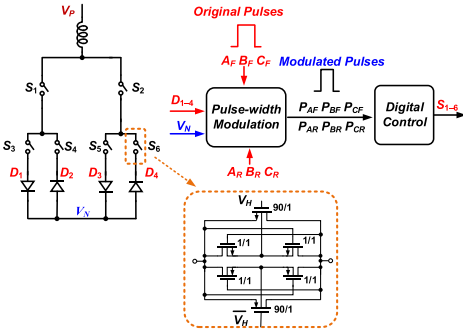 V_P
Original Pulses
A_F B_F C_F
Modulated Pulses
S_1
S_2
D_1–4
V_N
Pulse-width
Modulation
P_AF P_BF P_CF
P_AR P_BR P_CR
Digital
Control
S_1–6
S_3
S_4
S_5
S_6
D_1
D_2
D_3
D_4
A_R B_R C_R
V_N
V_H
90/1
1/1
1/1
1/1
1/1
V̅_H
90/1